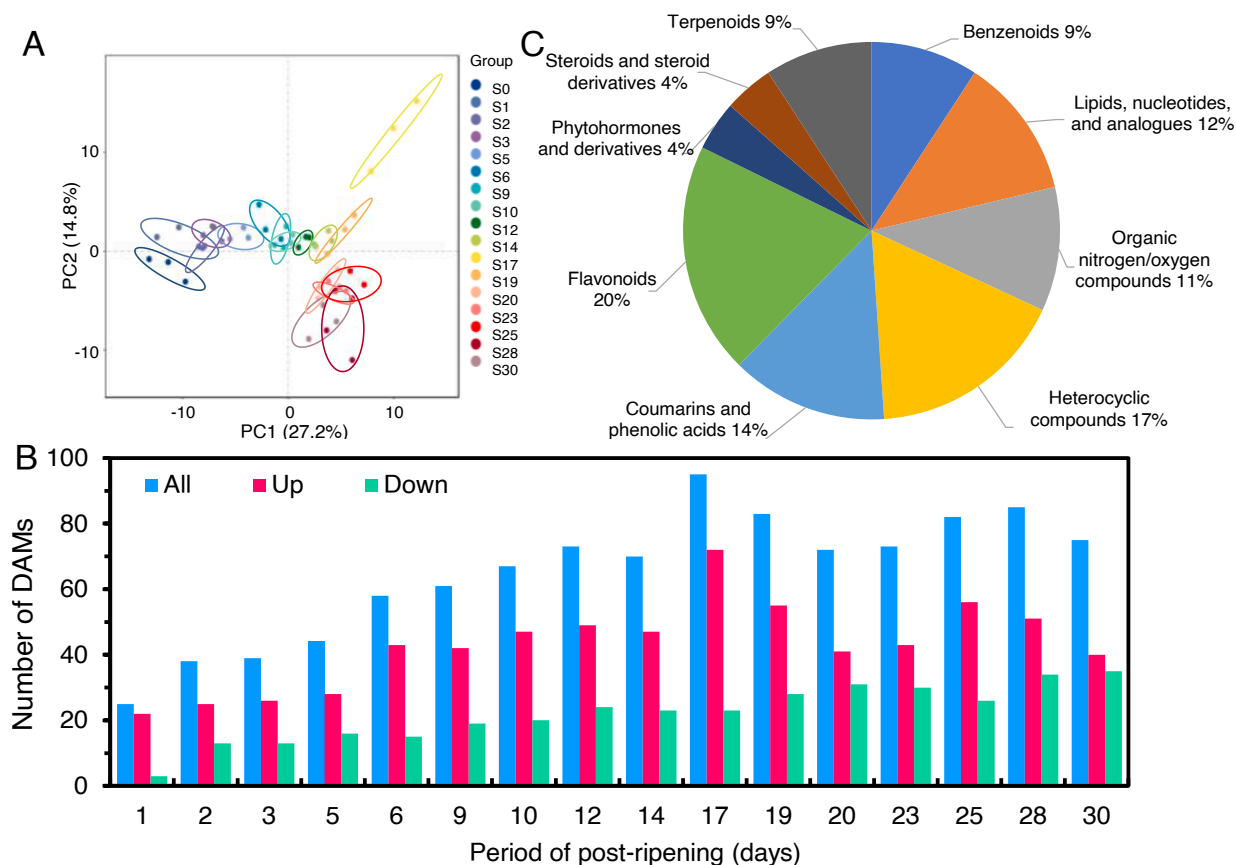 A
Group
S0
S1
S2
S3
S5
S6
S9
S10
S12
S14
S17
S19
S20
S23
S25
S28
S30
10
0
-10
PC2 (14.8%)
-10
0
10
PC1 (27.2%)
C
Terpenoids 9%
Benzenoids 9%
Steroids and steroid
derivatives 4%
Lipids, nucleotides,
and analogues 12%
Phytohormones
and derivatives 4%
Organic
nitrogen/oxygen
compounds 11%
Flavonoids
20%
Heterocyclic
compounds 17%
Coumarins and
phenolic acids 14%
B
All
Up
Down
100
80
60
40
20
0
Number of DAMs
1
2
3
5
6
9
10
12
14
17
19
20
23
25
28
30
Period of post-ripening (days)